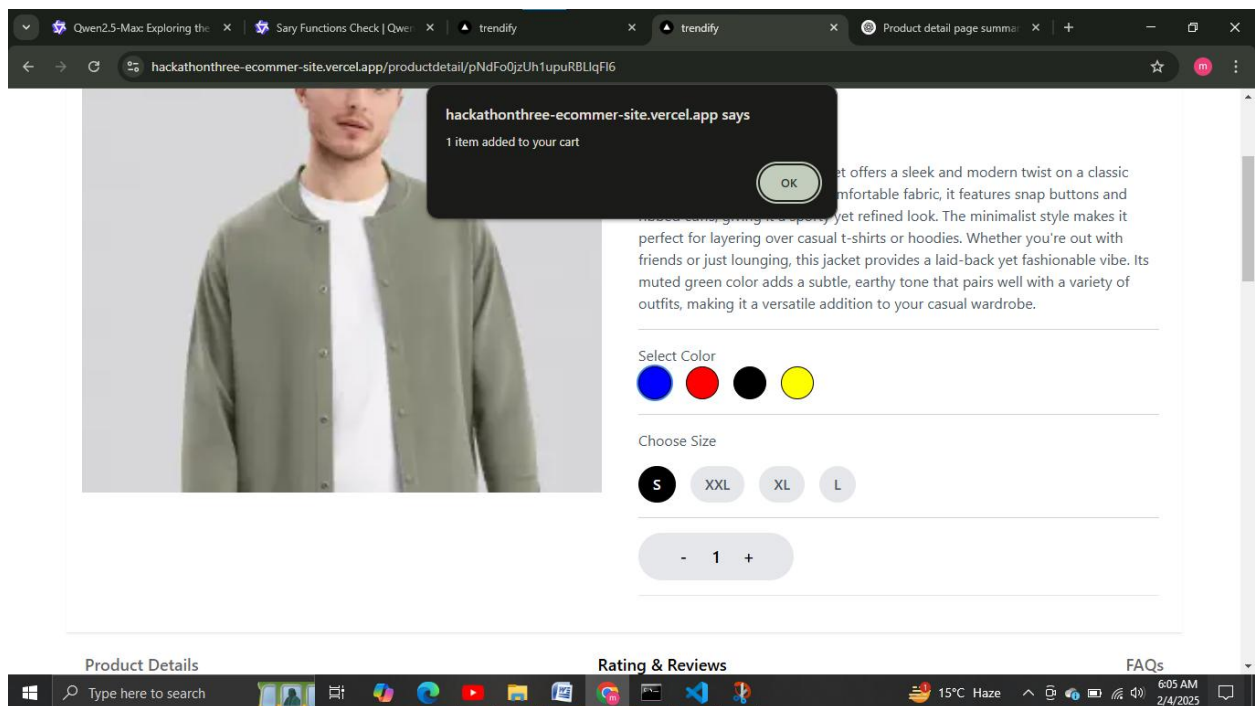 Qwen2.5-Max: Exploring the
Sary Functions Check | Qwen
trendify
trendify
Product detail page summar
hackathonthree-ecommer-site.vercel.app/productdetail/pNdFo0jzUh1upuRBLlqFl6
m
hackathonthree-ecommer-site.vercel.app says
1 item added to your cart
OK
et offers a sleek and modern twist on a classic
mfortable fabric, it features snap buttons and
yet refined look. The minimalist style makes it
perfect for layering over casual t-shirts or hoodies. Whether you're out with
friends or just lounging, this jacket provides a laid-back yet fashionable vibe. Its
muted green color adds a subtle, earthy tone that pairs well with a variety of
outfits, making it a versatile addition to your casual wardrobe.
Select Color
Choose Size
S XXL XL L
- 1 +
Product Details Rating & Reviews FAQs
Type here to search
15°C Haze
6:05 AM
2/4/2025